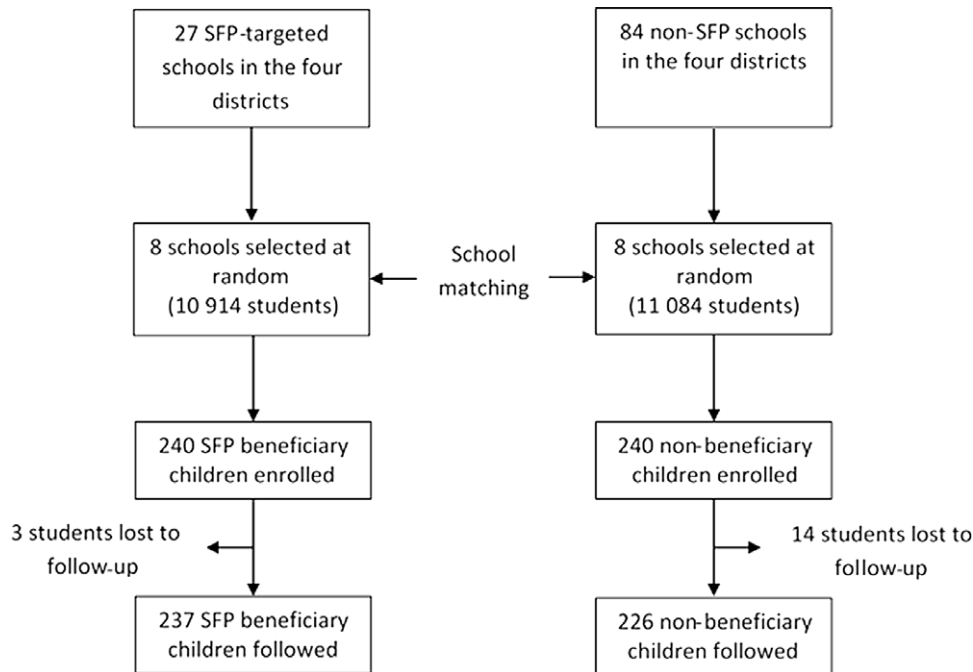 27 SFP-targeted
schools in the four
districts
84 non-SFP schools
in the four districts
8 schools selected at
random
(10 914 students)
School
matching
8 schools selected at
random
(11 084 students)
240 SFP beneficiary
children enrolled
240 non-beneficiary
children enrolled
3 students lost to
follow-up
14 students lost to
follow-up
237 SFP beneficiary
children followed
226 non-beneficiary
children followed